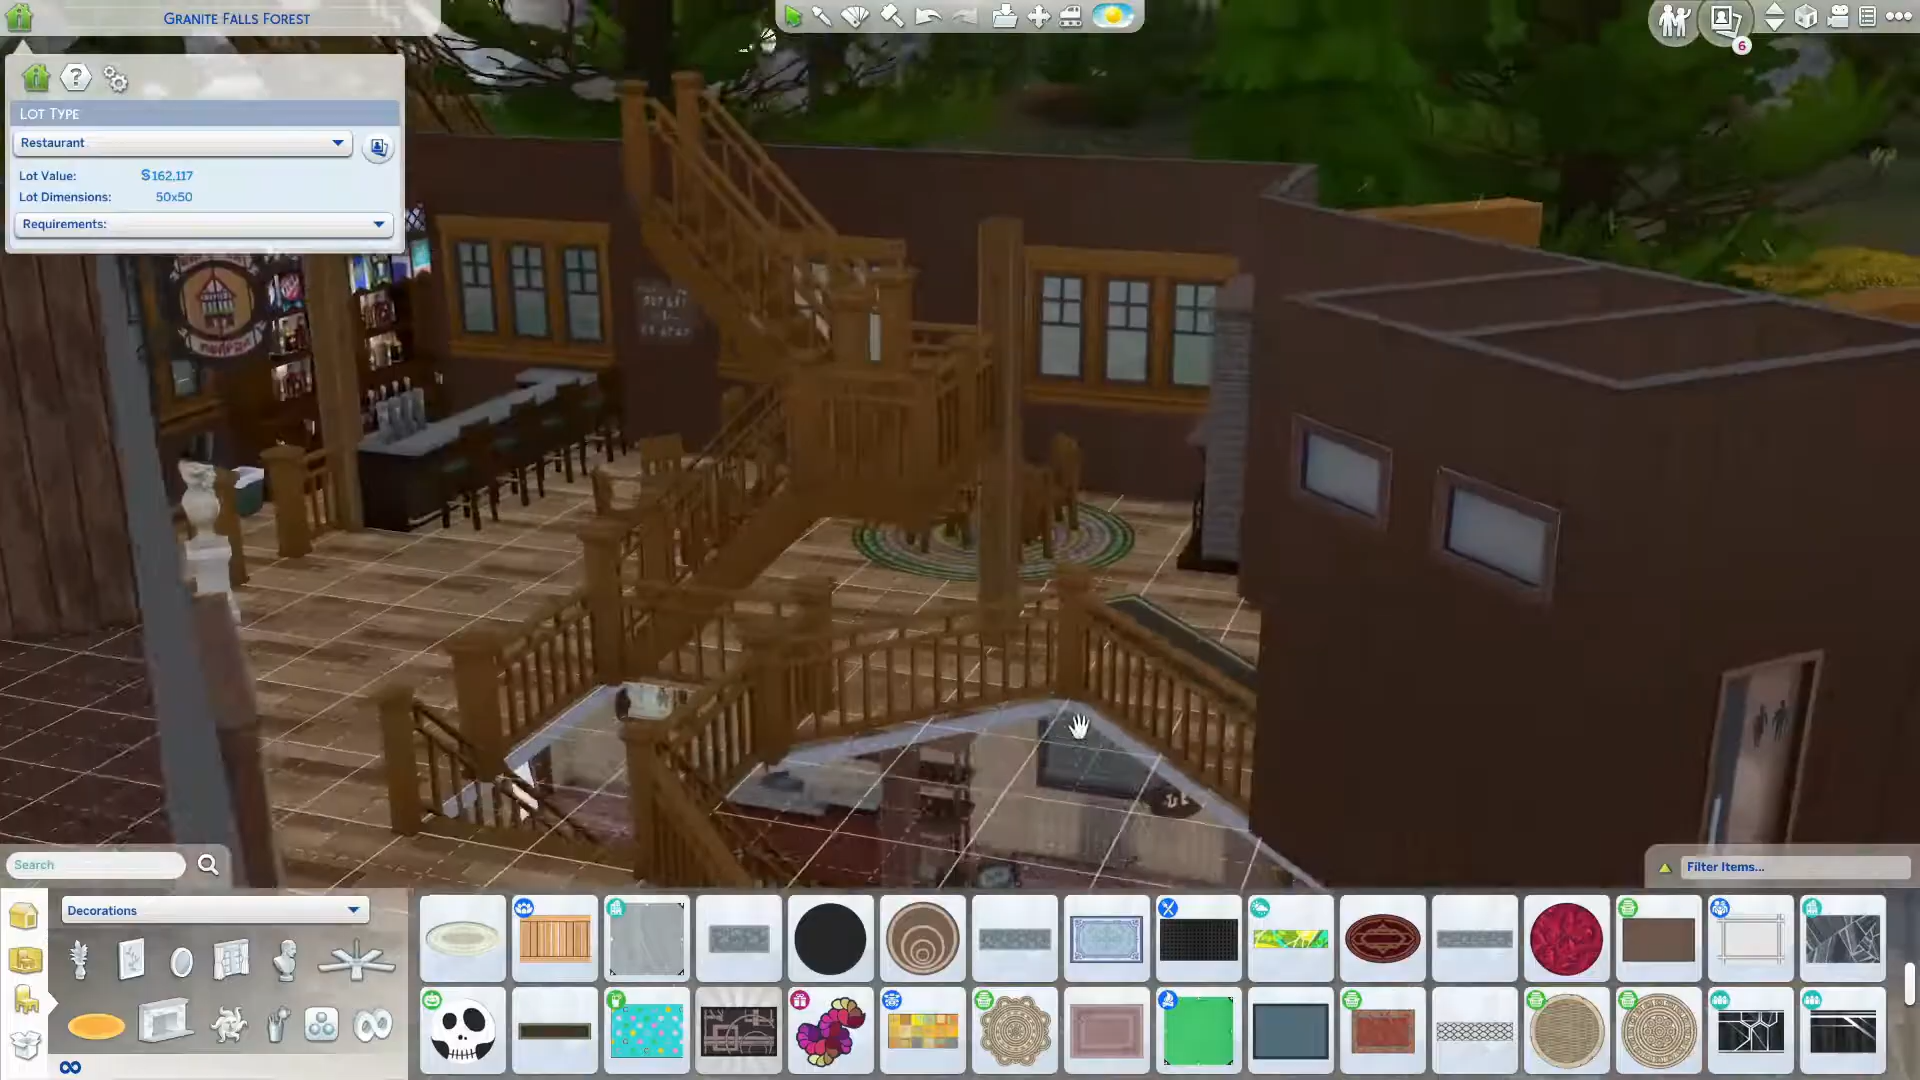 GRANITE FALLS FOREST
6
LOT TYPE
Restaurant
Lot Value: §162,117
Lot Dimensions: 50x50
Requirements:
Search
Filter Items...
Decorations